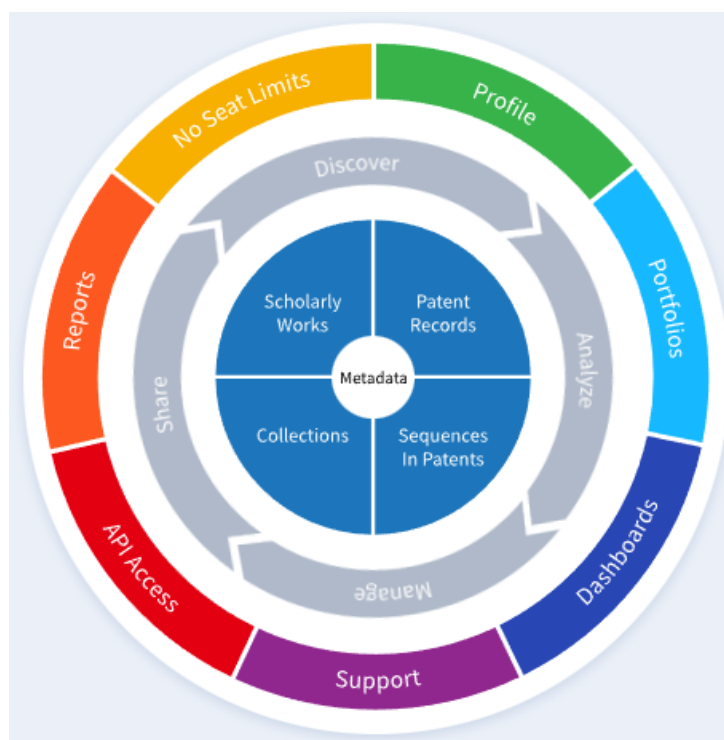 No Seat Limits
Profile
Portfolios
Dashboards
Support
API Access
Reports
Discover
Analyze
Manage
Share
Scholarly
Works
Patent
Records
Metadata
Collections
Sequences
In Patents